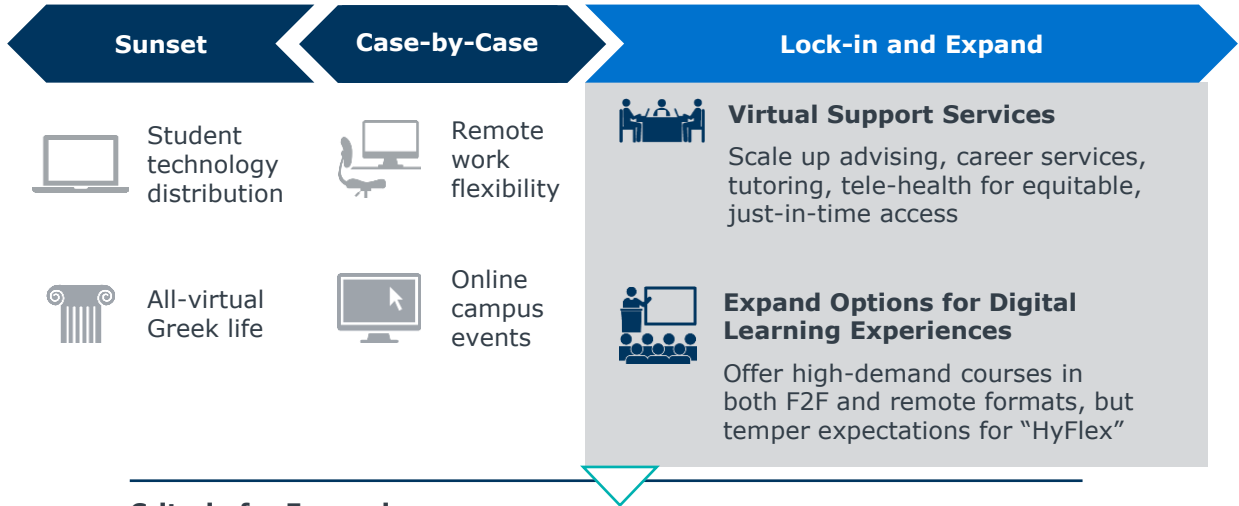 Sunset
Case-by-Case
Lock-in and Expand
Student
technology
distribution
All-virtual
Greek life
Remote
work
flexibility
Online
campus
events
Virtual Support Services
Scale up advising, career services,
tutoring, tele-health for equitable,
just-in-time access
Expand Options for Digital
Learning Experiences
Offer high-demand courses in
both F2F and remote formats, but
temper expectations for “HyFlex”